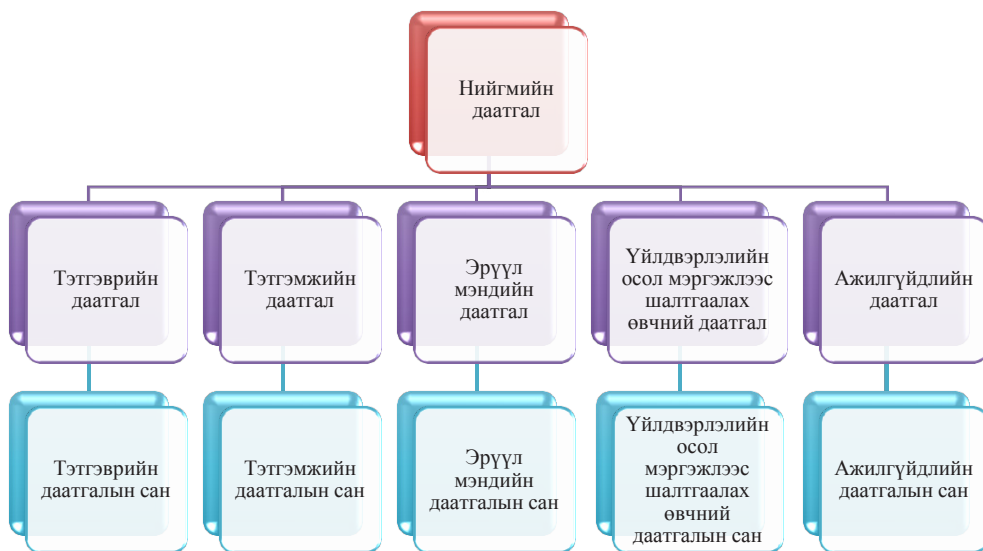 Нийгмийн
даатгал
Тэтгэврийн
даатгал
Тэтгэмжийн
даатгал
Эрүүл
мэндийн
даатгал
Үйлдвэрлэлийн
осол мэргэжлээс
шалтгаалах
өвчний даатгал
Ажилгүйдлийн
даатгал
Тэтгэврийн
даатгалын сан
Тэтгэмжийн
даатгалын сан
Эрүүл
мэндийн
даатгалын сан
Үйлдвэрлэлийн
осол
мэргэжлээс
шалтгаалах
өвчний
даатгалын сан
Ажилгүйдлийн
даатгалын сан